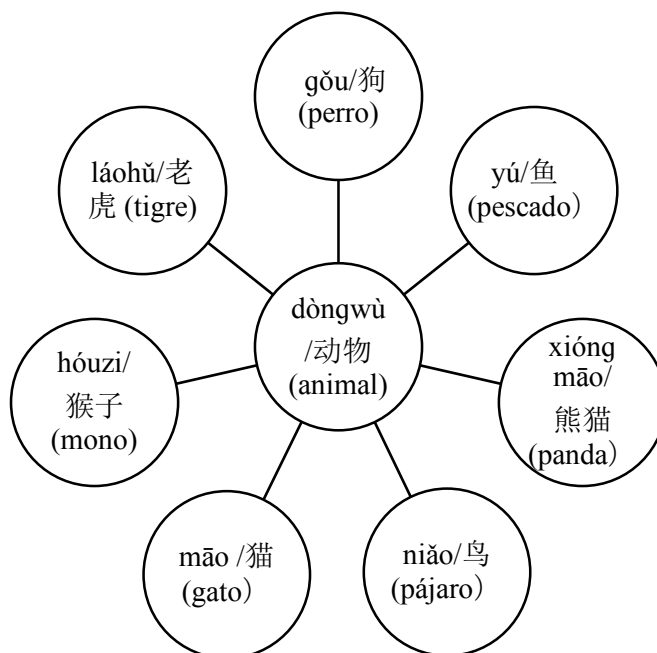 gǒu/狗
(perro)
láohǔ/老
虎 (tigre)
yú/鱼
(pescado）
dòngwù
/动物
(animal)
hóuzi/
猴子
(mono)
xióng
māo/
熊猫
(panda）
māo /猫
(gato）
niǎo/鸟
(pájaro）